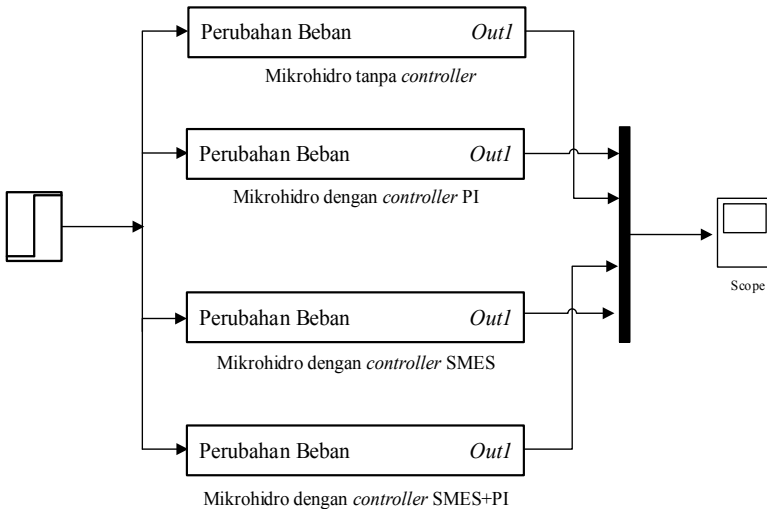 Perubahan Beban Out1
Mikrohidro tanpa controller
Perubahan Beban Out1
Mikrohidro dengan controller PI
Scope
Perubahan Beban Out1
Mikrohidro dengan controller SMES
Perubahan Beban Out1
Mikrohidro dengan controller SMES+PI